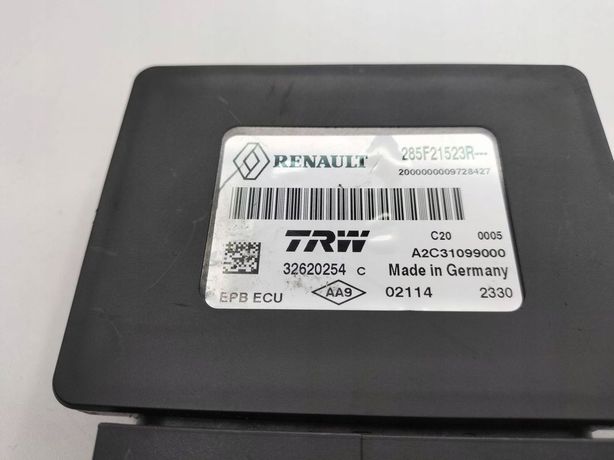 RENAULT 285F21523R---
2000000009728427
C20 0005
TRW A2C31099000
32620254 C Made in Germany
EPB ECU AA9 02114 2330